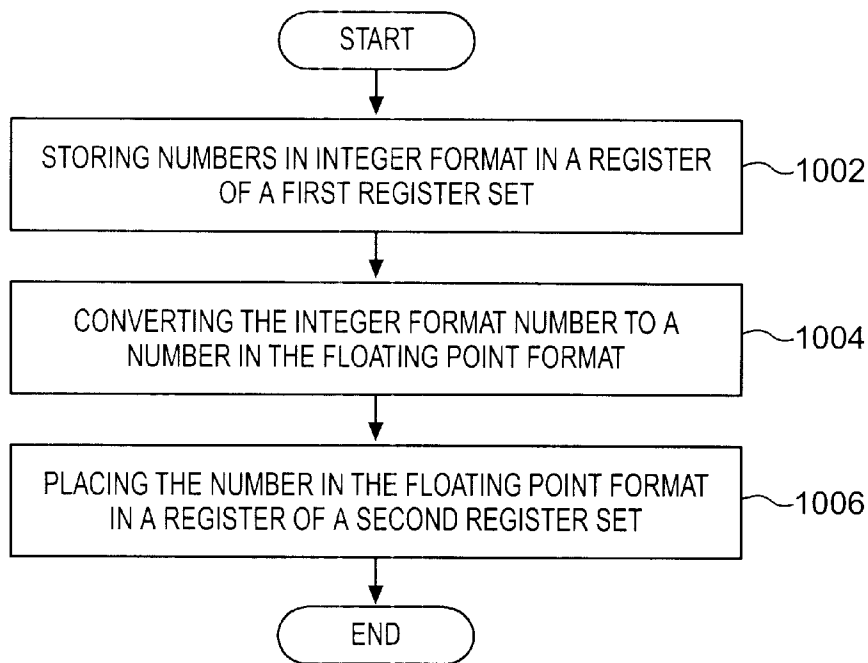 START
STORING NUMBERS IN INTEGER FORMAT IN A REGISTER
OF A FIRST REGISTER SET
1002
CONVERTING THE INTEGER FORMAT NUMBER TO A
NUMBER IN THE FLOATING POINT FORMAT
1004
PLACING THE NUMBER IN THE FLOATING POINT FORMAT
IN A REGISTER OF A SECOND REGISTER SET
1006
END